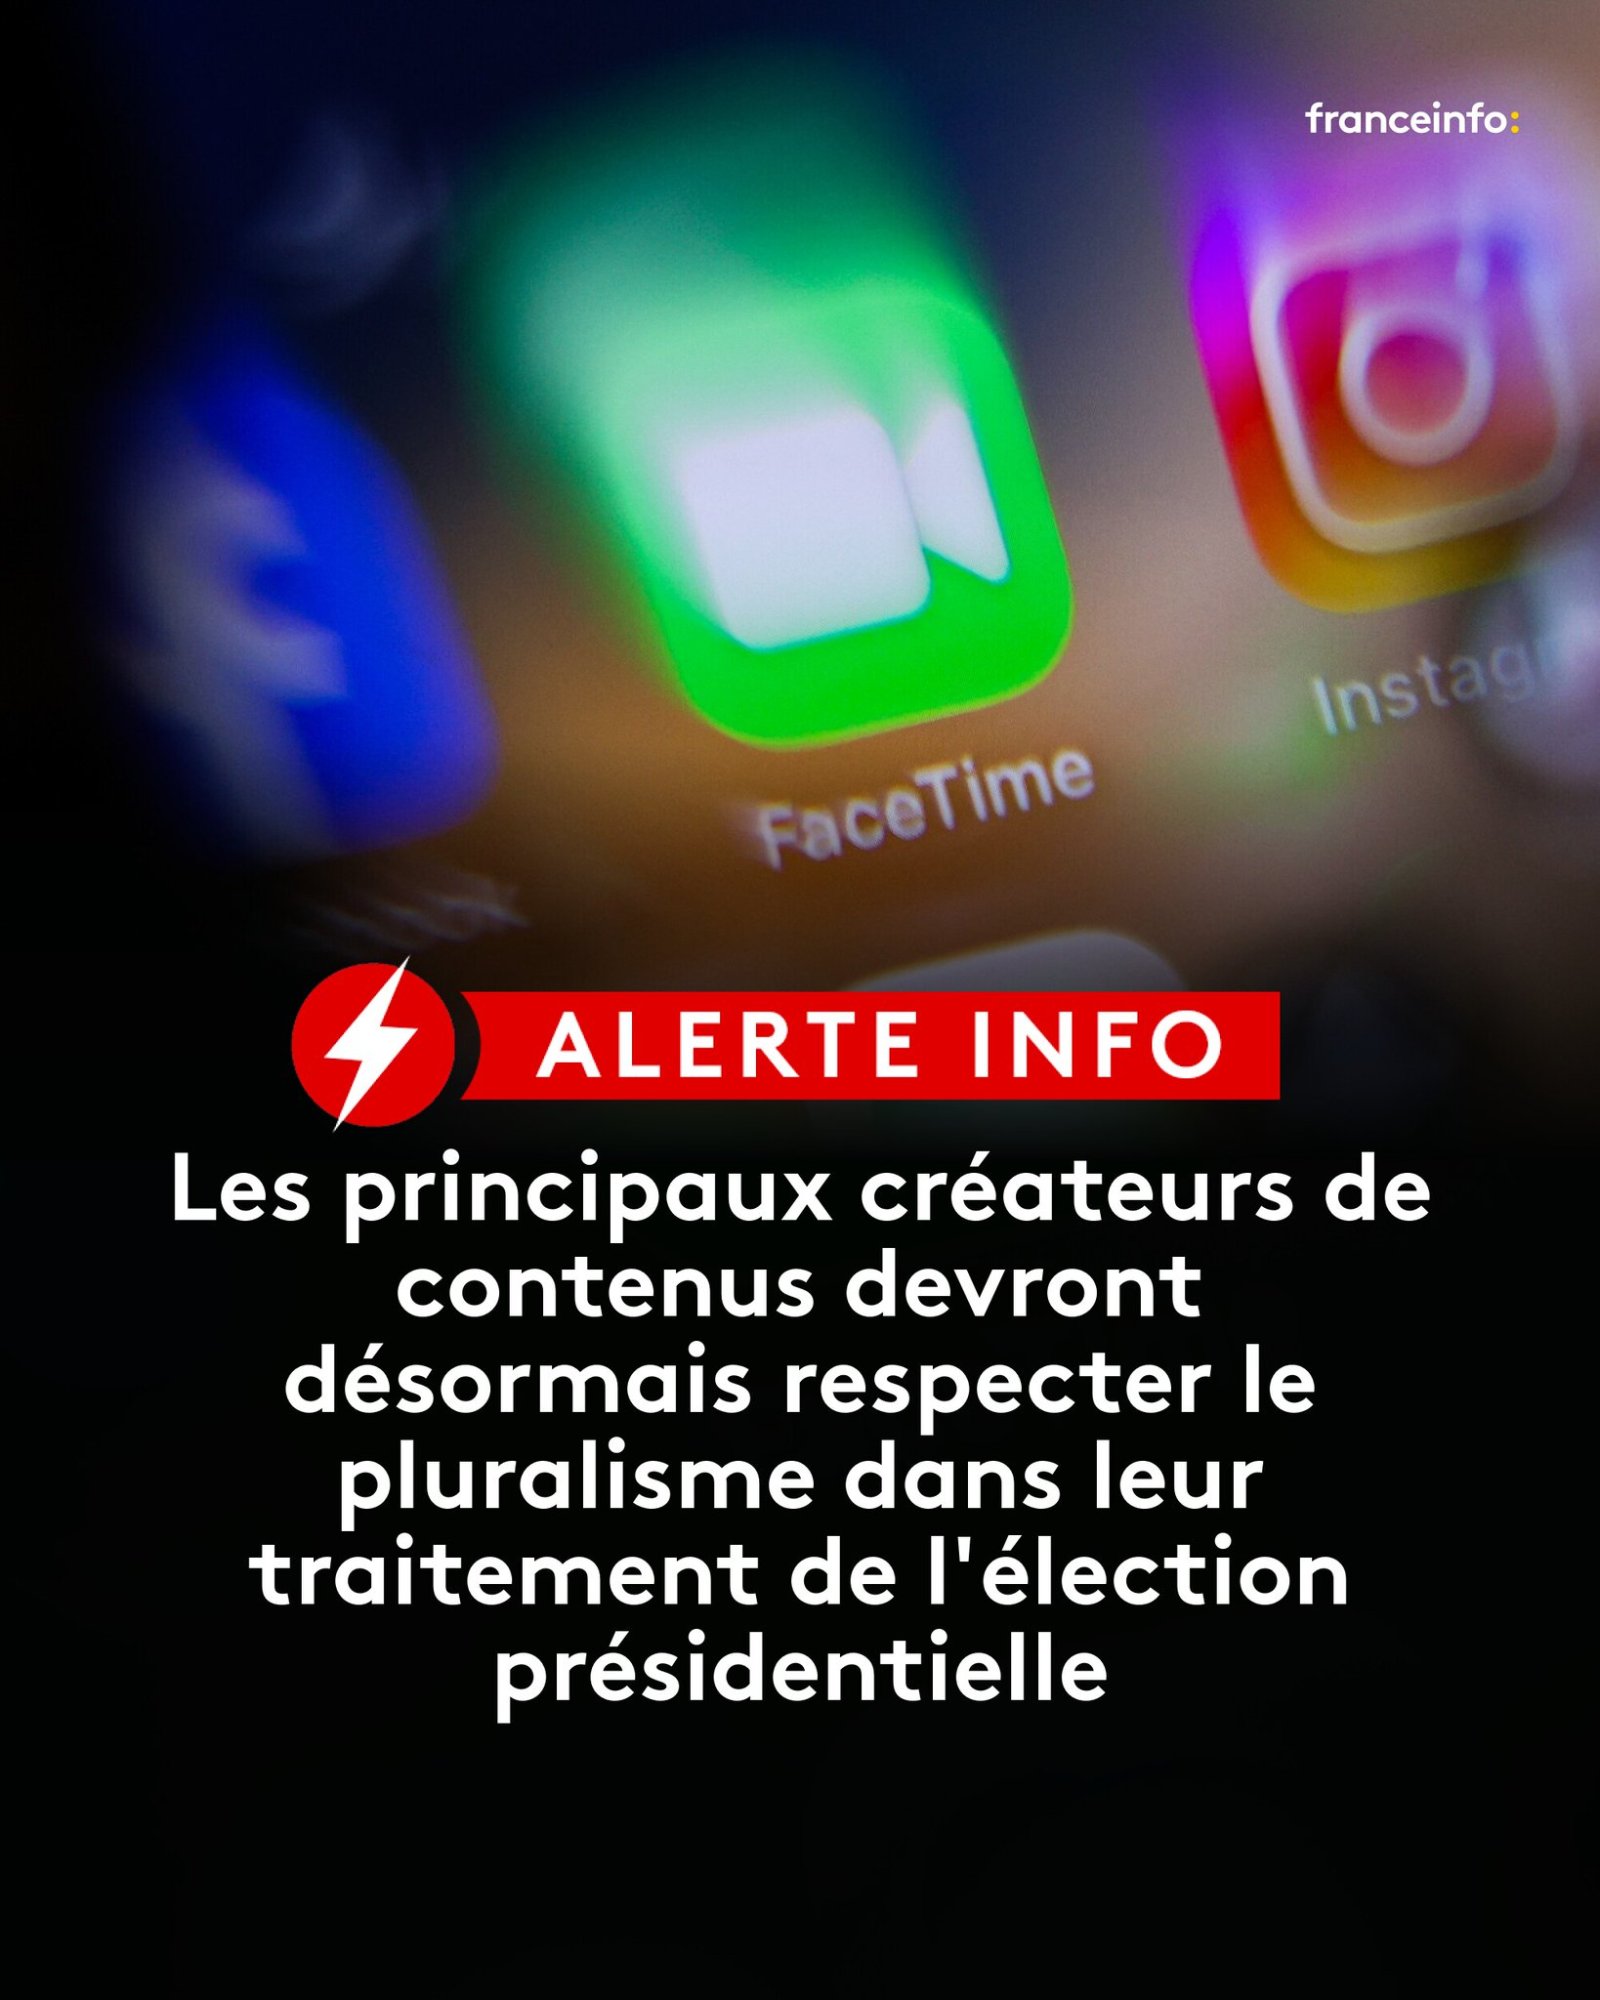 franceinfo:
FaceTime
Instag
ALERTE INFO
Les principaux créateurs de
contenus devront
désormais respecter le
pluralisme dans leur
traitement de l'élection
présidentielle